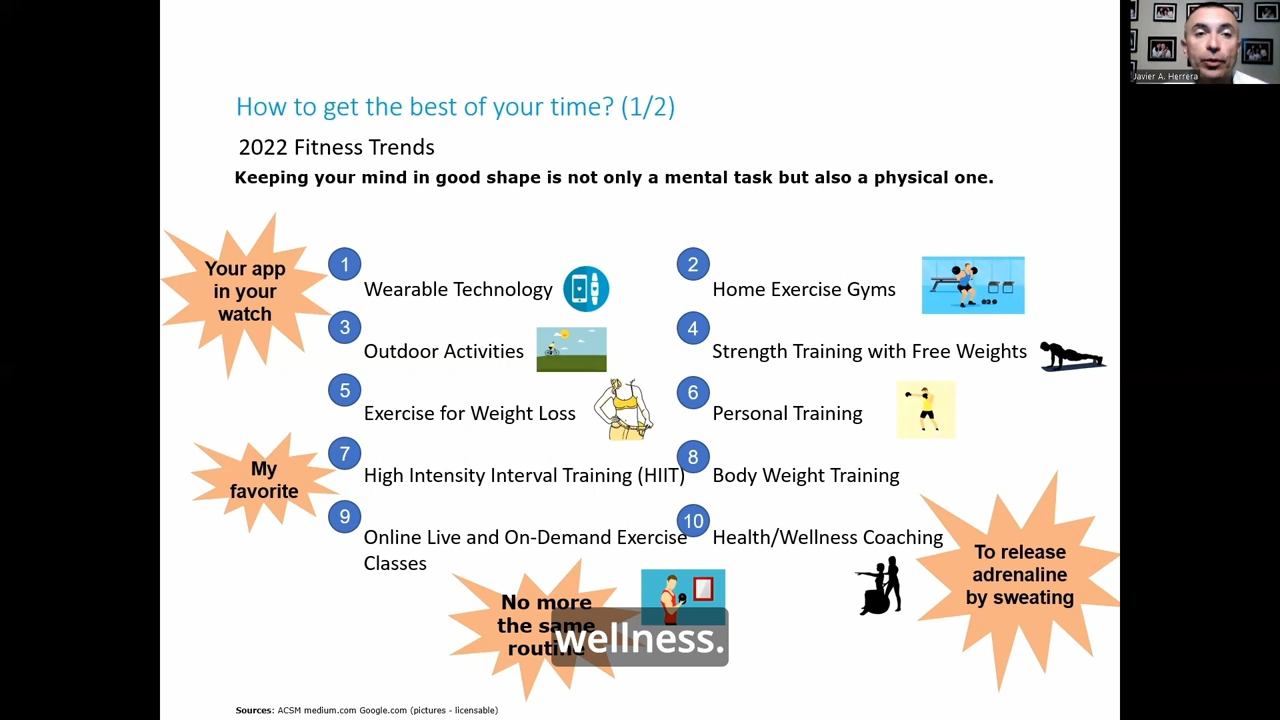 Javier A. Herrera
How to get the best of your time? (1/2)
2022 Fitness Trends
Keeping your mind in good shape is not only a mental task but also a physical one.
Your app
in your
watch
1
Wearable Technology
2
Home Exercise Gyms
3
Outdoor Activities
4
Strength Training with Free Weights
5
Exercise for Weight Loss
6
Personal Training
My
favorite
7
High Intensity Interval Training (HIIT)
8
Body Weight Training
9
Online Live and On-Demand Exercise
Classes
10
Health/Wellness Coaching
To release
adrenaline
by sweating
No more
the same
routine
wellness.
Sources: ACSM medium.com Google.com (pictures - licensable)